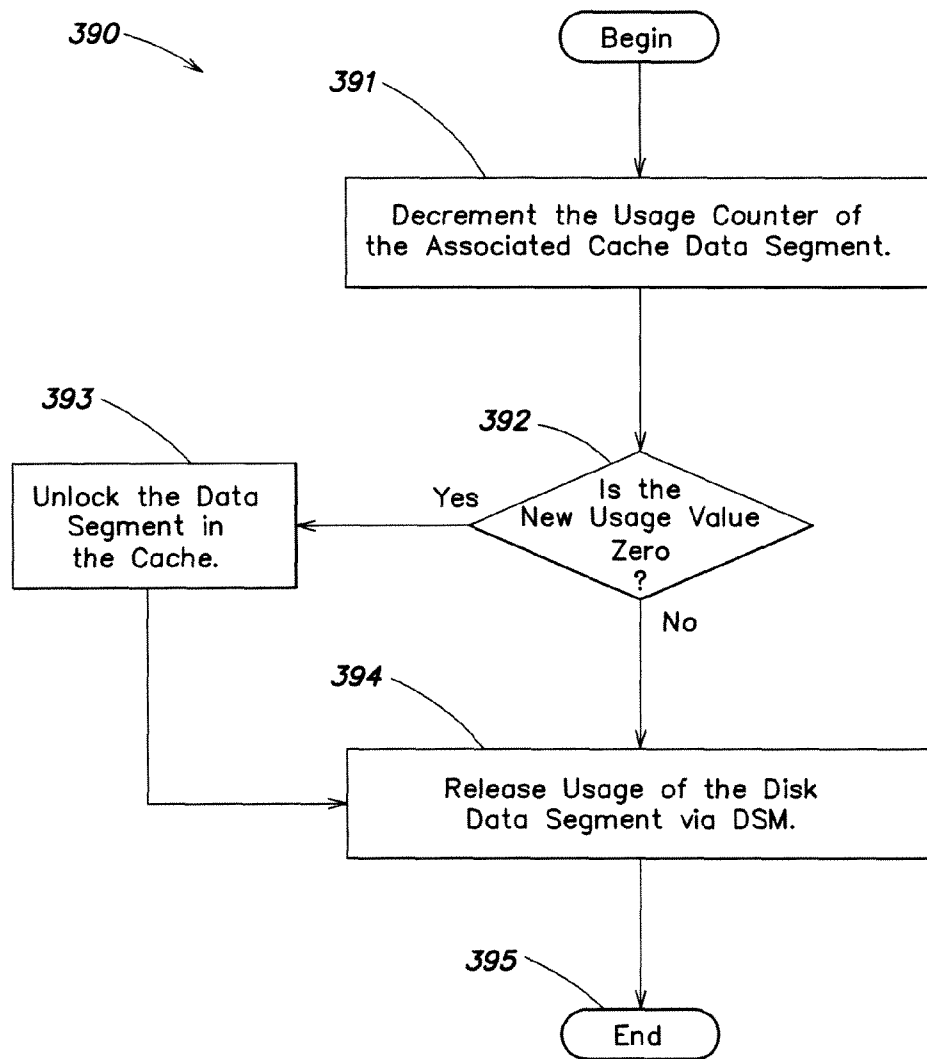 390
Begin
391
Decrement the Usage Counter of
the Associated Cache Data Segment.
393
392
Unlock the Data
Segment in
the Cache.
Yes
Is the
New Usage Value
Zero
?
No
394
Release Usage of the Disk
Data Segment via DSM.
395
End